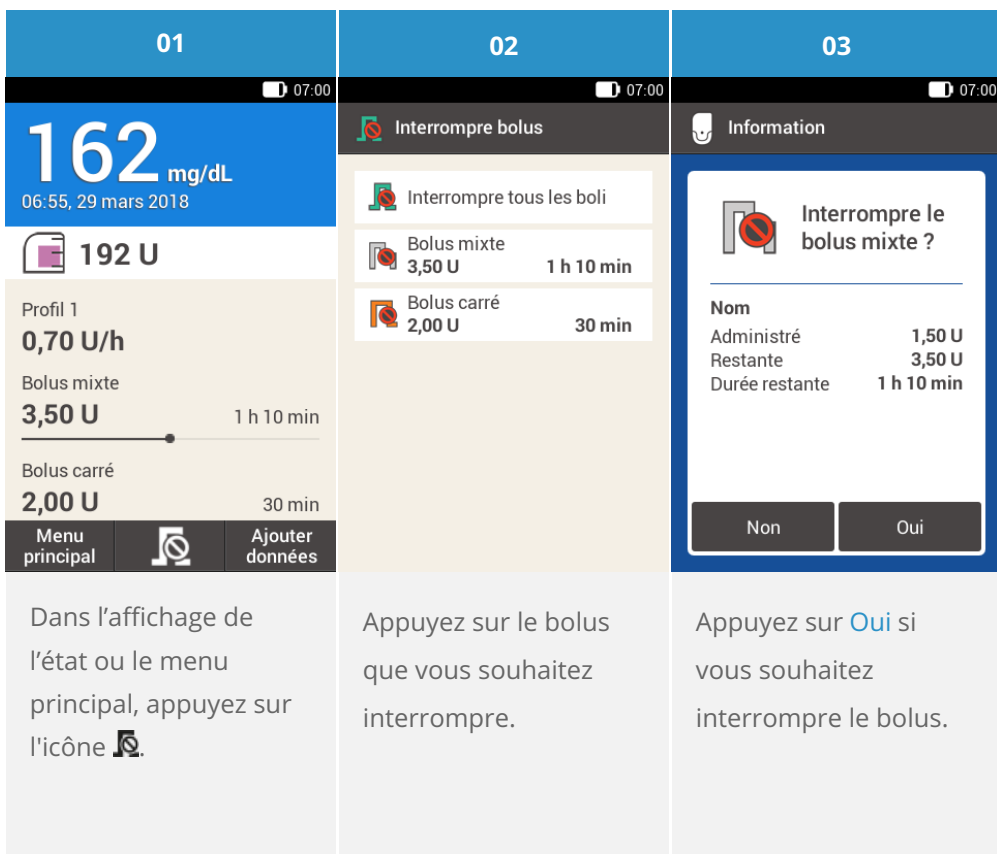 01
07:00
162 mg/dL
06:55, 29 mars 2018
192 U
Profil 1
0,70 U/h
Bolus mixte
3,50 U 1 h 10 min
Bolus carré
2,00 U 30 min
Menu principal
Ajouter données
Dans l’affichage de
l’état ou le menu
principal, appuyez sur
l'icône .
02
07:00
Interrompre bolus
Interrompre tous les boli
Bolus mixte
3,50 U 1 h 10 min
Bolus carré
2,00 U 30 min
Appuyez sur le bolus
que vous souhaitez
interrompre.
03
07:00
Information
Interrompre le
bolus mixte ?
Nom
Administré 1,50 U
Restante 3,50 U
Durée restante 1 h 10 min
Non Oui
Appuyez sur Oui si
vous souhaitez
interrompre le bolus.